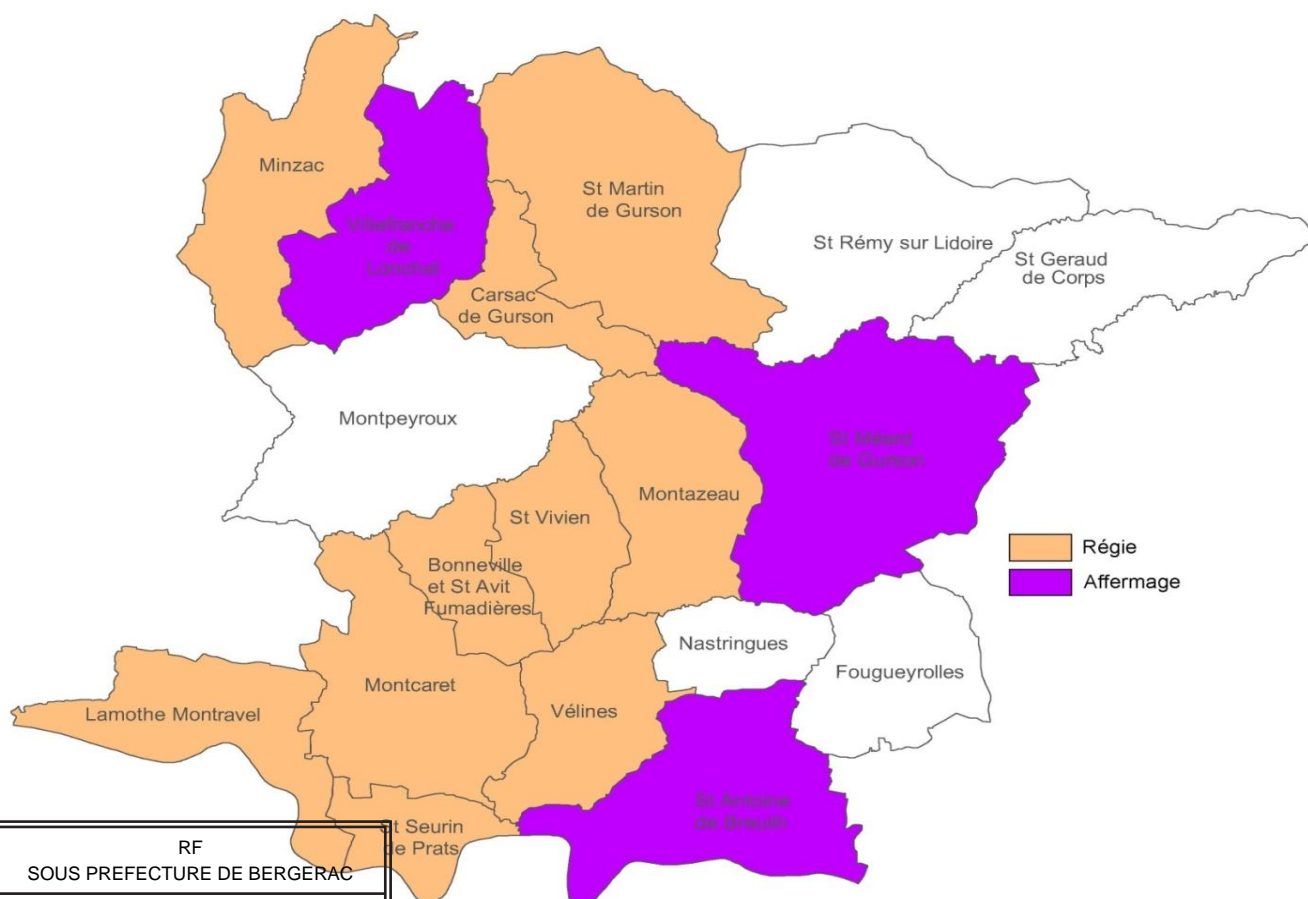 Minzac
St Martin
de Gurson
Villefranche
de
Lonchat
St Rémy sur Lidoire
St Geraud
de Corps
Carsac
de Gurson
Montpeyroux
St Méard
de Gurson
Montazeau
St Vivien
Régie
Affermage
Bonneville
et St Avit
Fumadières
Nastringues
Fougueyrolles
Montcaret
Lamothe Montravel
Vélines
St Antoine
de Breuilh
St Seurin
de Prats
RF
SOUS PREFECTURE DE BERGERAC